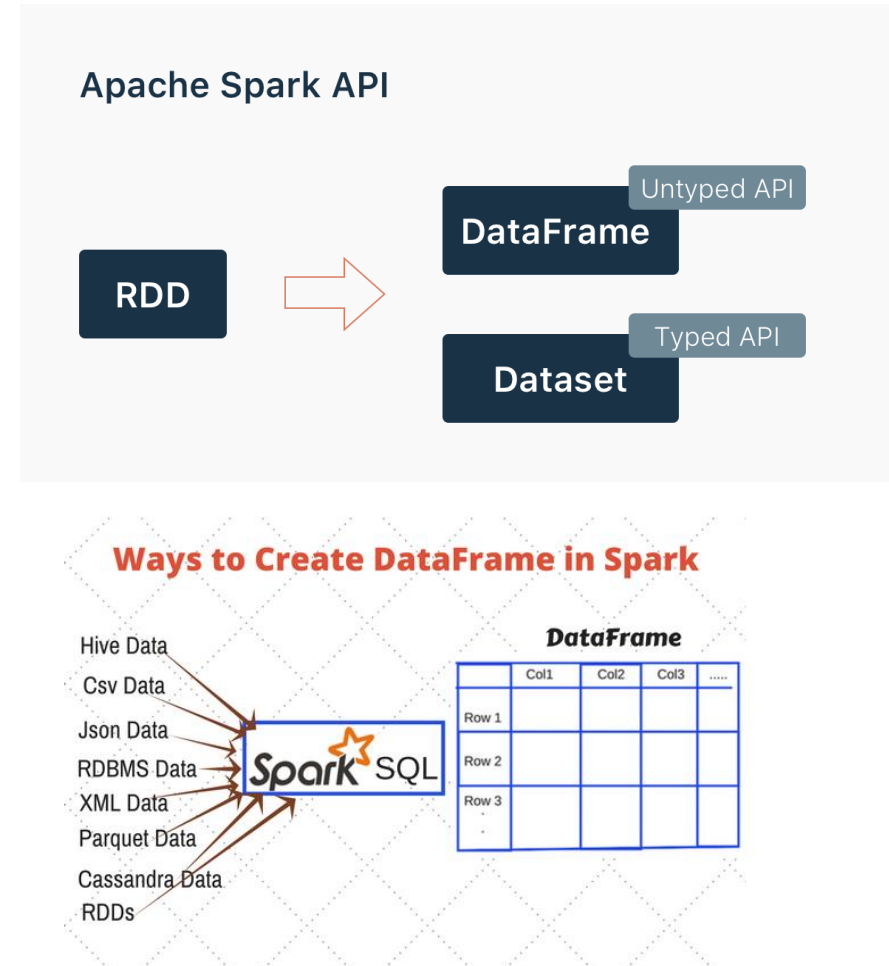 Apache Spark API
Untyped API
DataFrame
RDD
Typed API
Dataset
Ways to Create DataFrame in Spark
Hive Data
Csv Data
Json Data
RDBMS Data
XML Data
Parquet Data
Cassandra Data
RDDs
Spark SQL
DataFrame
Col1 Col2 Col3 .....
Row 1
Row 2
Row 3